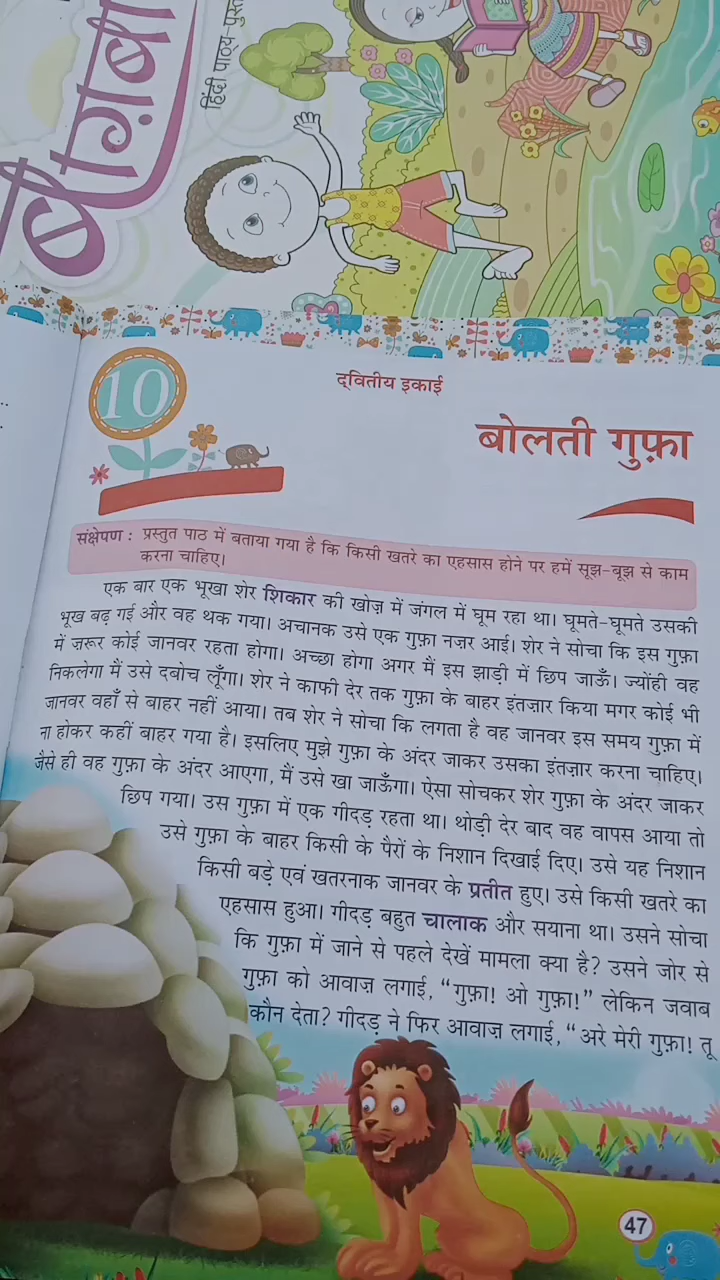 बाग़बा
हिंदी पाठ्य-पुस्
10
द्वितीय इकाई
बोलती गुफ़ा
संक्षेपण : प्रस्तुत पाठ में बताया गया है कि किसी खतरे का एहसास होने पर हमें सूझ-बूझ से काम
करना चाहिए।
एक बार एक भूखा शेर शिकार की खोज़ में जंगल में घूम रहा था। घूमते-घूमते उसकी
भूख बढ़ गई और वह थक गया। अचानक उसे एक गुफ़ा नज़र आई। शेर ने सोचा कि इस गुफ़ा
में जरूर कोई जानवर रहता होगा। अच्छा होगा अगर मैं इस झाड़ी में छिप जाऊँ। ज्योंही वह
निकलेगा मैं उसे दबोच लूँगा। शेर ने काफी देर तक गुफ़ा के बाहर इंतज़ार किया मगर कोई भी
जानवर वहाँ से बाहर नहीं आया। तब शेर ने सोचा कि लगता है वह जानवर इस समय गुफ़ा में
ना होकर कहीं बाहर गया है। इसलिए मुझे गुफ़ा के अंदर जाकर उसका इंतज़ार करना चाहिए।
जैसे ही वह गुफ़ा के अंदर आएगा, मैं उसे खा जाऊँगा। ऐसा सोचकर शेर गुफ़ा के अंदर जाकर
छिप गया। उस गुफ़ा में एक गीदड़ रहता था। थोड़ी देर बाद वह वापस आया तो
उसे गुफ़ा के बाहर किसी के पैरों के निशान दिखाई दिए। उसे यह निशान
किसी बड़े एवं खतरनाक जानवर के प्रतीत हुए। उसे किसी खतरे का
एहसास हुआ। गीदड़ बहुत चालाक और सयाना था। उसने सोचा
कि गुफ़ा में जाने से पहले देखें मामला क्या है? उसने जोर से
गुफ़ा को आवाज़ लगाई, “गुफ़ा! ओ गुफ़ा!” लेकिन जवाब
कौन देता? गीदड़ ने फिर आवाज़ लगाई, “अरे मेरी गुफ़ा! तू
47